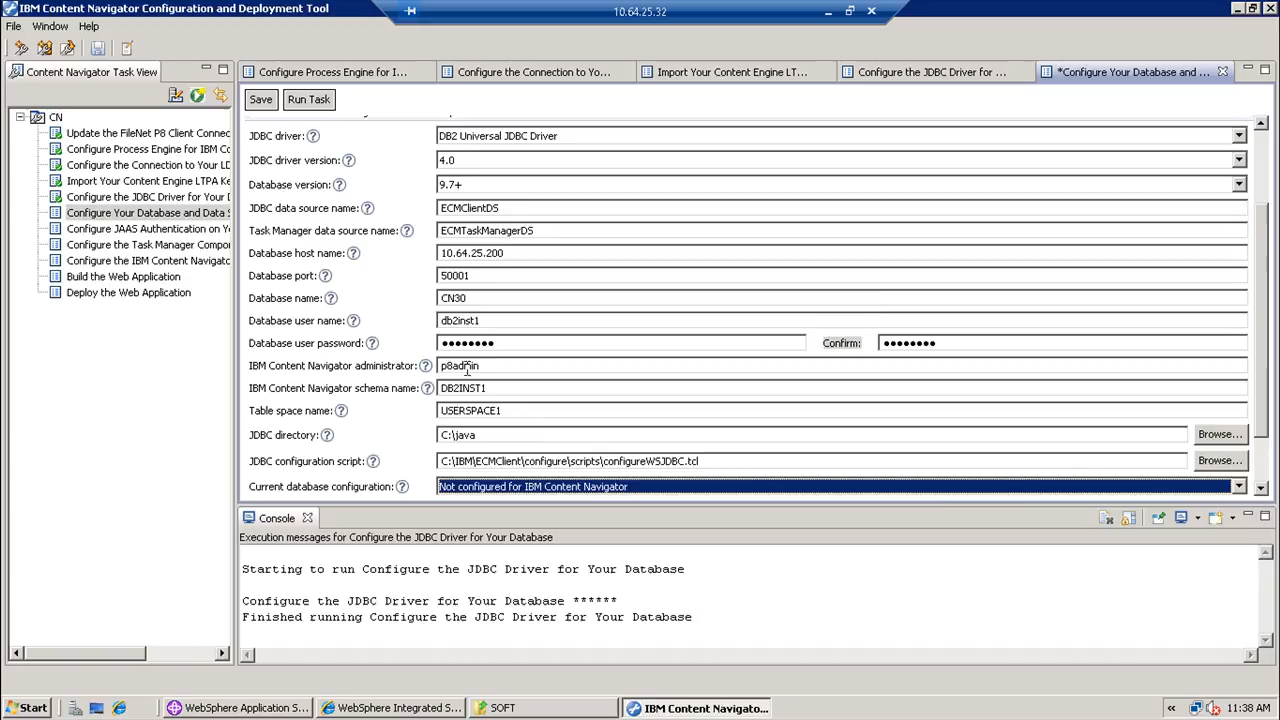 IBM Content Navigator Configuration and Deployment Tool
10.64.25.32
File Window Help
Content Navigator Task View
Configure Process Engine for I...
Configure the Connection to Yo...
Import Your Content Engine LT...
Configure the JDBC Driver for ...
*Configure Your Database and ...
Save
Run Task
CN
Update the FileNet P8 Client Connec
Configure Process Engine for IBM Co
Configure the Connection to Your LD
Import Your Content Engine LTPA Ke
Configure the JDBC Driver for Your D
Configure Your Database and Data S
Configure JAAS Authentication on Yo
Configure the Task Manager Compo
Configure the IBM Content Navigato
Build the Web Application
Deploy the Web Application
JDBC driver: DB2 Universal JDBC Driver
JDBC driver version: 4.0
Database version: 9.7+
JDBC data source name: ECMClientDS
Task Manager data source name: ECMTaskManagerDS
Database host name: 10.64.25.200
Database port: 50001
Database name: CN30
Database user name: db2inst1
Database user password: ●●●●●●●● Confirm: ●●●●●●●●
IBM Content Navigator administrator: p8admin
IBM Content Navigator schema name: DB2INST1
Table space name: USERSPACE1
JDBC directory: C:\java Browse...
JDBC configuration script: C:\IBM\ECMClient\configure\scripts\configureWSJDBC.tcl Browse...
Current database configuration: Not configured for IBM Content Navigator
Console
Execution messages for Configure the JDBC Driver for Your Database
Starting to run Configure the JDBC Driver for Your Database
Configure the JDBC Driver for Your Database ******
Finished running Configure the JDBC Driver for Your Database
Start
WebSphere Application S...
WebSphere Integrated S...
SOFT
IBM Content Navigato...
11:38 AM